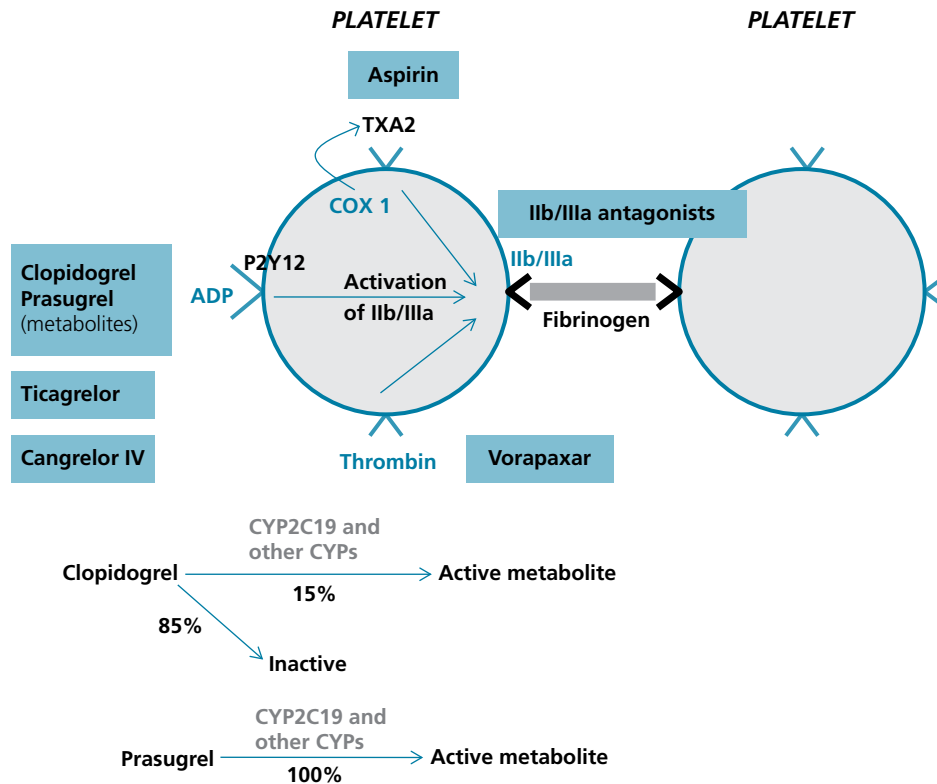 PLATELET
PLATELET
Aspirin
TXA2
COX 1
IIb/IIIa antagonists
Clopidogrel
Prasugrel
(metabolites)
P2Y12
ADP
Activation
of IIb/IIIa
IIb/IIIa
Fibrinogen
Ticagrelor
Cangrelor IV
Thrombin
Vorapaxar
CYP2C19 and
other CYPs
Clopidogrel
Active metabolite
15%
85%
Inactive
CYP2C19 and
other CYPs
Prasugrel
Active metabolite
100%